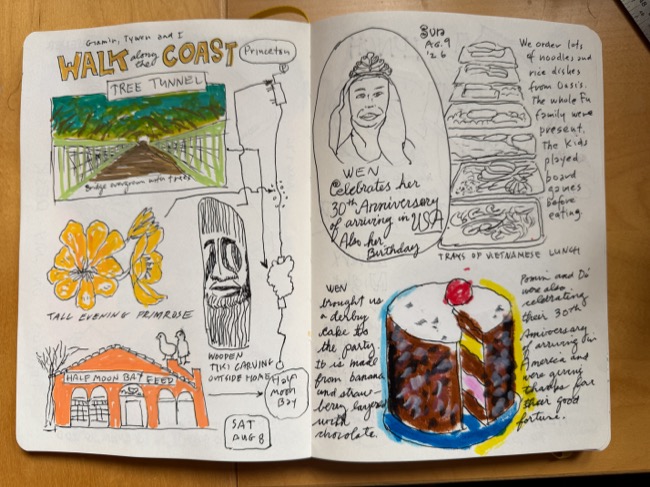 Gramin, Tywen and I
WALK along the COAST
Princeton
TREE TUNNEL
Bridge overgrown with trees
TALL EVENING PRIMROSE
WOODEN
TIKI CARVING
OUTSIDE HOME
HALF MOON BAY FEED
Half
Moon
Bay
SAT
AUG 8
Sun
AG. 9
'26
WEN
Celebrates her
30th Anniversary
of arriving in USA
Also her
Birthday
We order lots
of noodles and
rice dishes
from Oasis.
The whole Fu
family were
present,
The Kids
played
board
games
before
eating.
TRAYS OF VIETNAMESE LUNCH
WEN
brought us
a derby
cake to
the party
It is made
from banana
and straw-
berry layers
with
chocolate.
and Do
were also
celebrating
their 30th
Anniversary
of arriving in
America and
were giving
thanks for
their good
fortune.